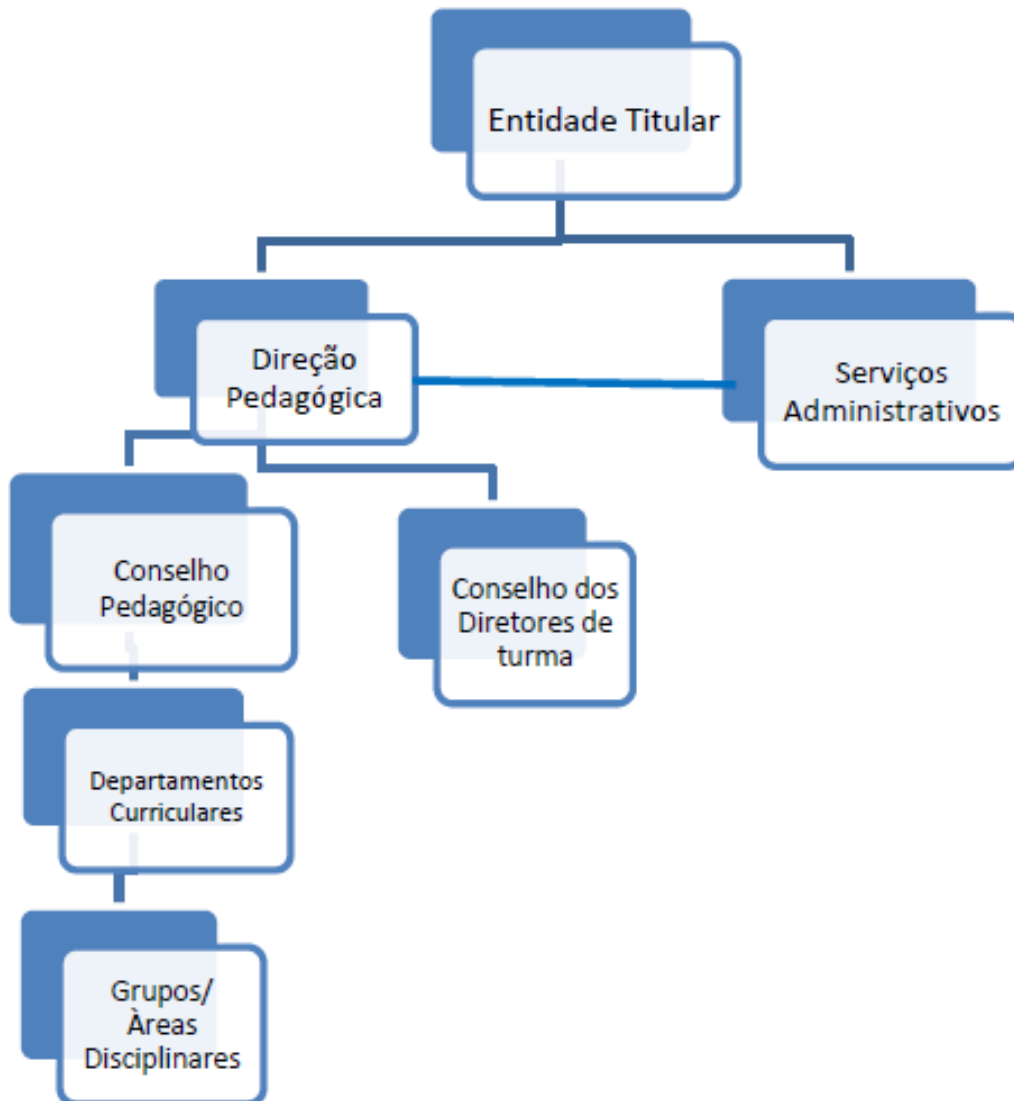 Entidade Titular
Direção
Pedagógica
Serviços
Administrativos
Conselho
Pedagógico
Conselho dos
Diretores de
turma
Departamentos
Curriculares
Grupos/
Àreas
Disciplinares